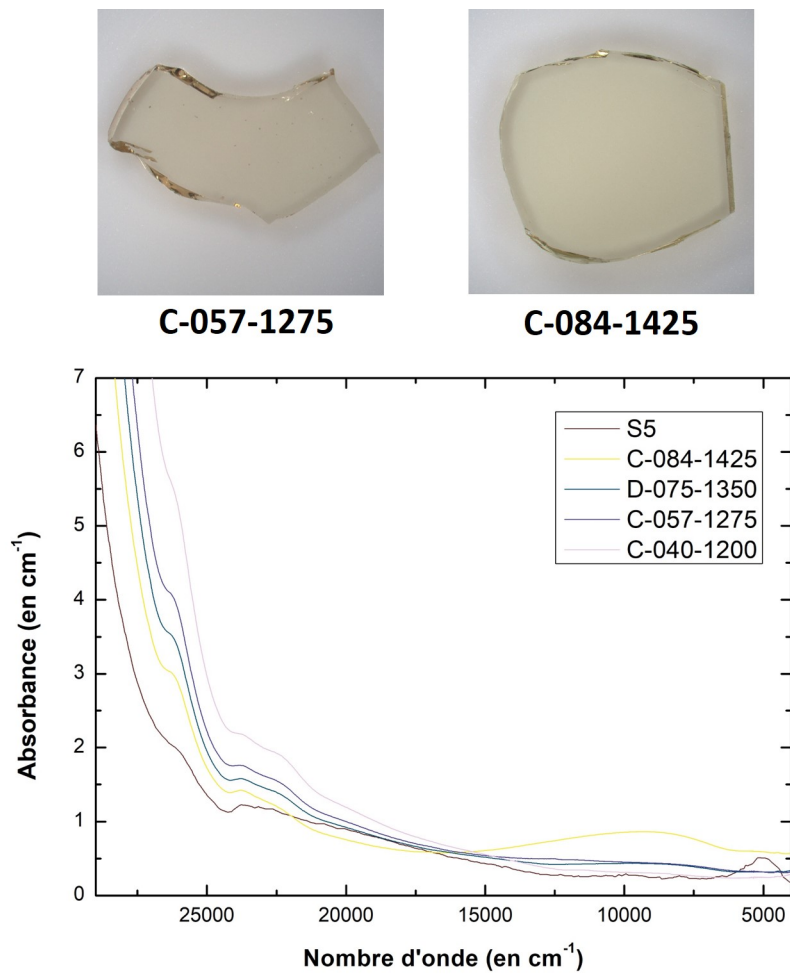 C-057-1275
C-084-1425
7
6
5
4
3
2
1
0
Absorbance (en cm⁻¹)
S5
C-084-1425
D-075-1350
C-057-1275
C-040-1200
25000 20000 15000 10000 5000
Nombre d'onde (en cm⁻¹)